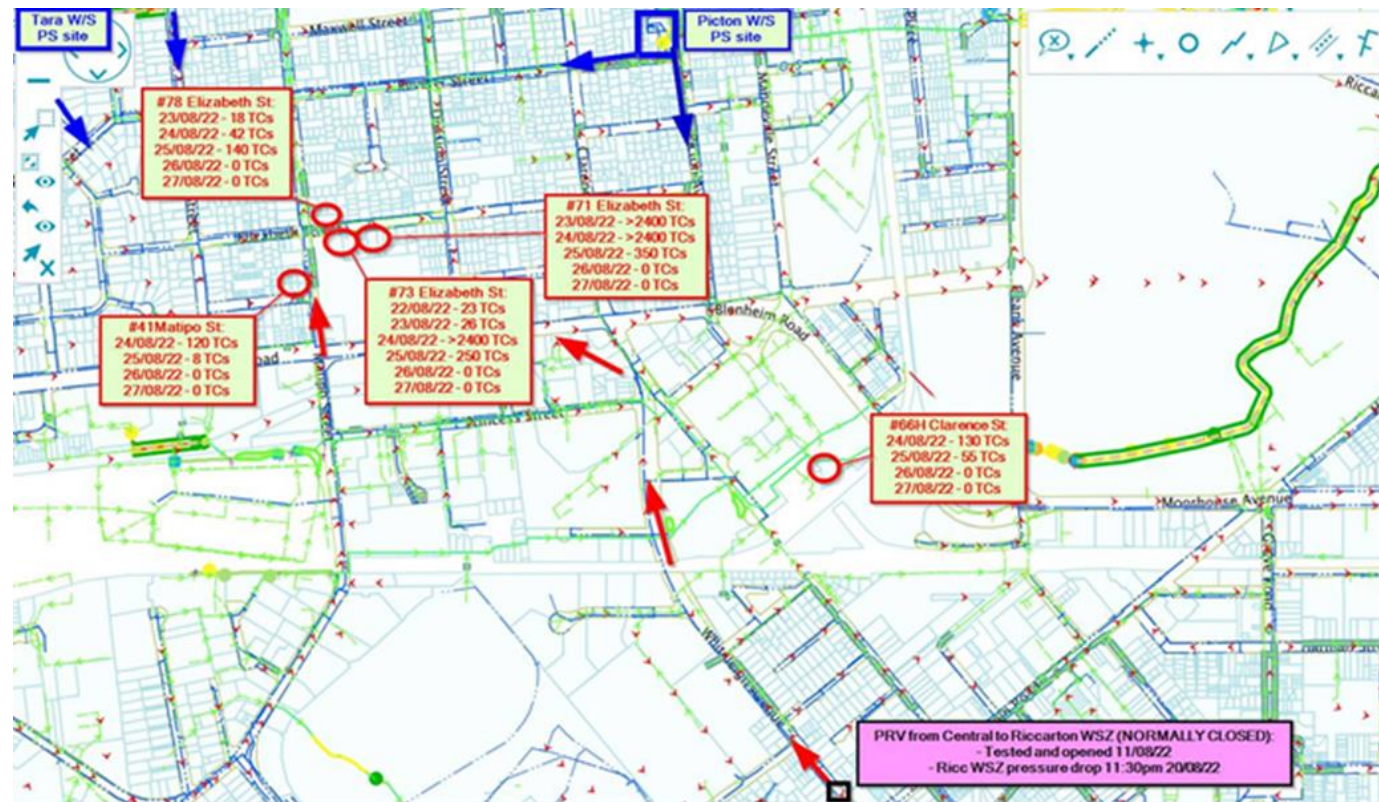 Tara W/S
PS site
Maxwell Street
Picton W/S
PS site
#78 Elizabeth St:
23/08/22 - 18 TCs
24/08/22 - 42 TCs
25/08/22 - 140 TCs
26/08/22 - 0 TCs
27/08/22 - 0 TCs
#71 Elizabeth St:
23/08/22 - >2400 TCs
24/08/22 - >2400 TCs
25/08/22 - 350 TCs
26/08/22 - 0 TCs
27/08/22 - 0 TCs
#73 Elizabeth St:
22/08/22 - 23 TCs
23/08/22 - 26 TCs
24/08/22 - >2400 TCs
25/08/22 - 250 TCs
26/08/22 - 0 TCs
27/08/22 - 0 TCs
#41Matipo St:
24/08/22 - 120 TCs
25/08/22 - 8 TCs
26/08/22 - 0 TCs
27/08/22 - 0 TCs
Blenheim Road
oad
#66H Clarence St:
24/08/22 - 130 TCs
25/08/22 - 55 TCs
26/08/22 - 0 TCs
27/08/22 - 0 TCs
Moorhouse Avenue
PRV from Central to Riccarton WSZ (NORMALLY CLOSED):
- Tested and opened 11/08/22
- Ricc WSZ pressure drop 11:30pm 20/08/22